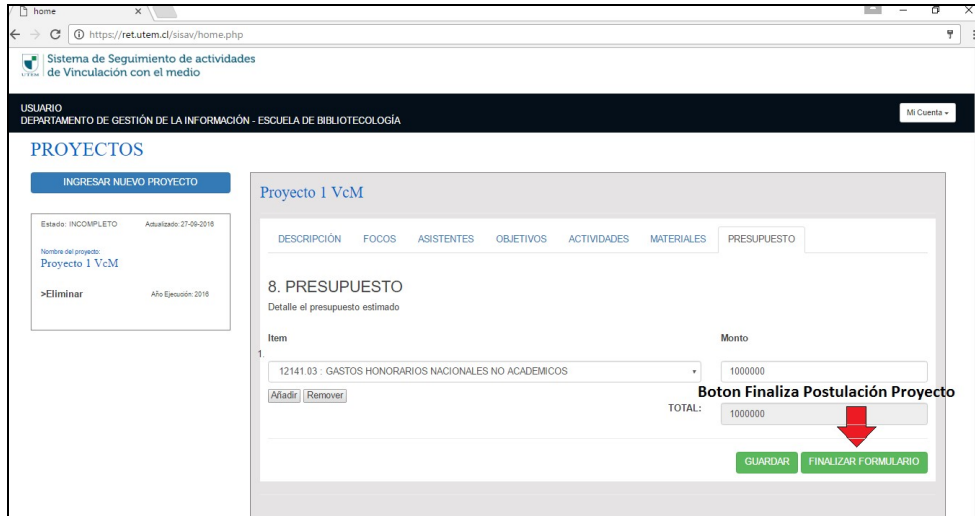 home
https://ret.utem.cl/sisav/home.php
Sistema de Seguimiento de actividades
de Vinculación con el medio
UTEM
USUARIO
DEPARTAMENTO DE GESTIÓN DE LA INFORMACIÓN - ESCUELA DE BIBLIOTECOLOGÍA
Mi Cuenta
PROYECTOS
INGRESAR NUEVO PROYECTO
Estado: INCOMPLETO Actualizado: 27-09-2016
Nombre del proyecto:
Proyecto 1 VcM
>Eliminar Año Ejecución: 2016
Proyecto 1 VcM
DESCRIPCIÓN FOCOS ASISTENTES OBJETIVOS ACTIVIDADES MATERIALES PRESUPUESTO
8. PRESUPUESTO
Detalle el presupuesto estimado
Item Monto
1.
12141.03 : GASTOS HONORARIOS NACIONALES NO ACADEMICOS 1000000
Añadir Remover
Boton Finaliza Postulación Proyecto
TOTAL: 1000000
GUARDAR FINALIZAR FORMULARIO